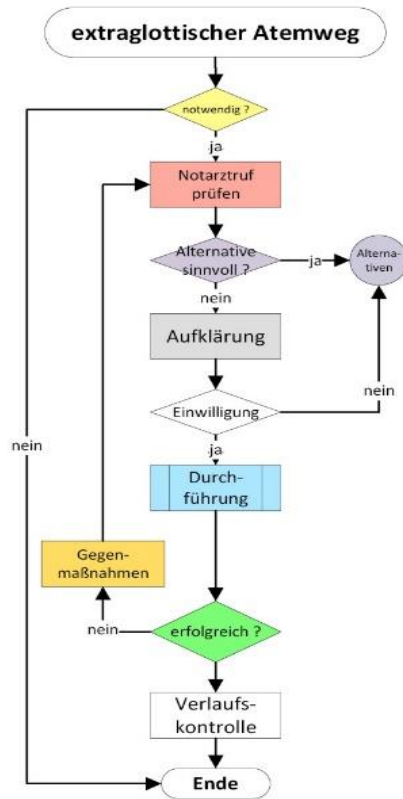 extraglottischer Atemweg
notwendig ?
ja
Notarztruf
prüfen
Alternative
sinnvoll ?
ja
Alterna-
tiven
nein
Aufklärung
nein
Einwilligung
nein
ja
Durch-
führung
Gegen-
maßnahmen
nein
erfolgreich ?
Verlaufs-
kontrolle
Ende